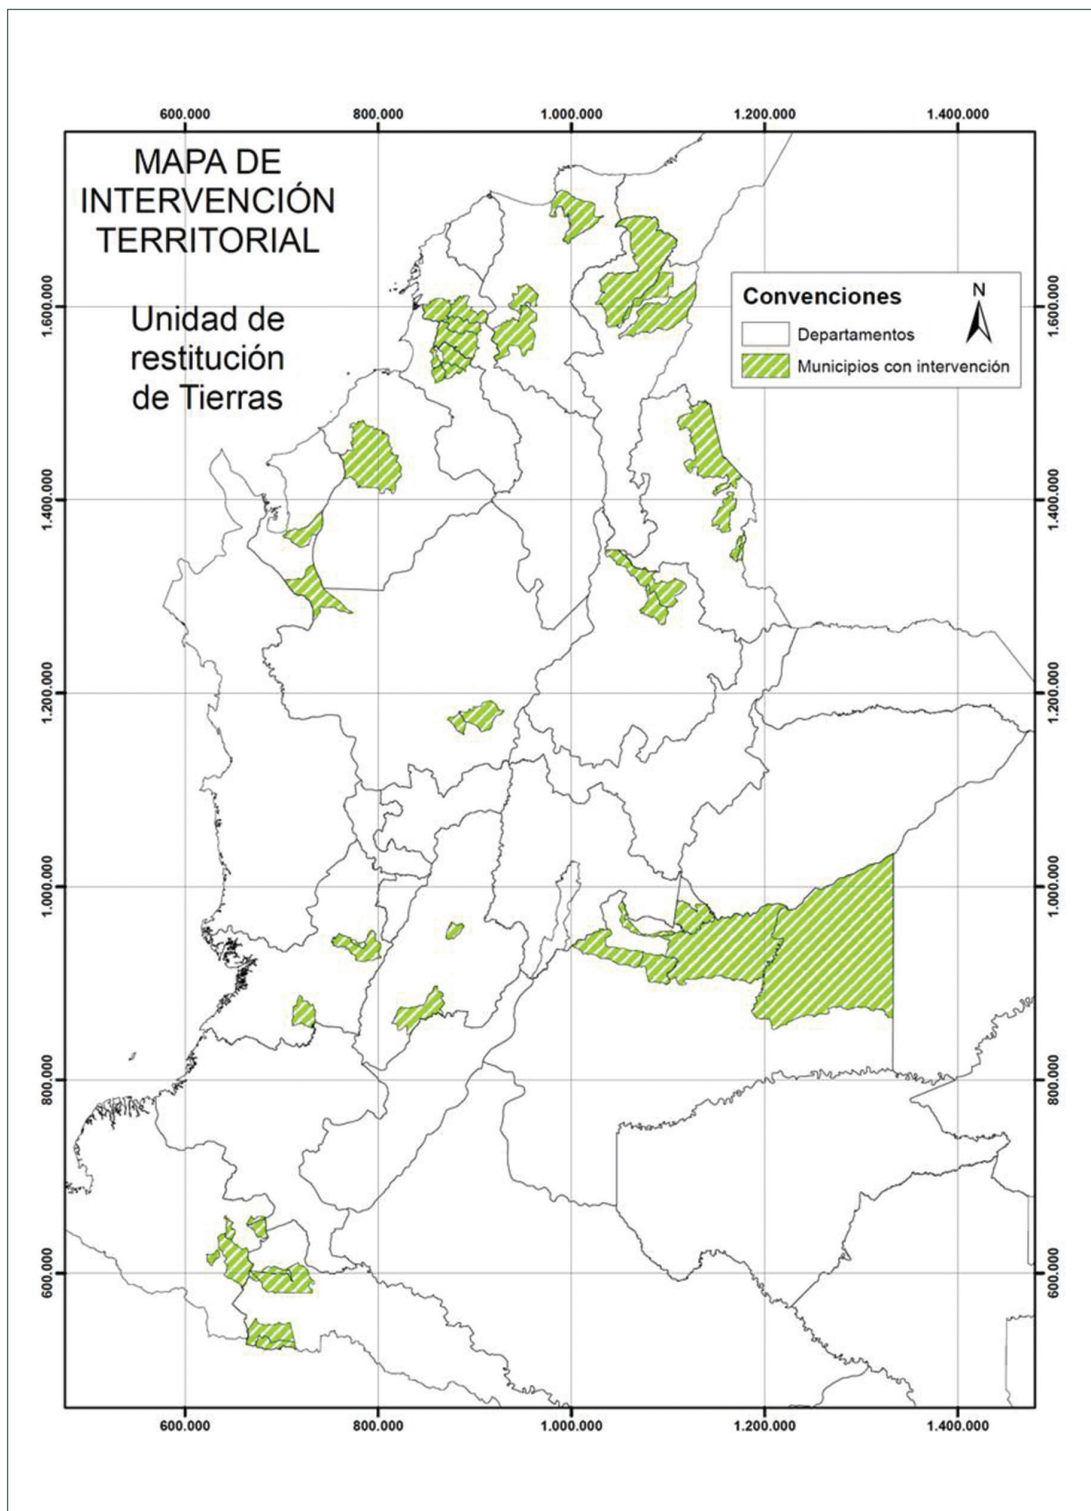 600.000 800.000 1.000.000 1.200.000 1.400.000
MAPA DE
INTERVENCIÓN
TERRITORIAL
Unidad de
restitución
de Tierras
Convenciones
N
Departamentos
Municipios con intervención
1.600.000
1.400.000
1.200.000
1.000.000
800.000
600.000
1.600.000
1.400.000
1.200.000
1.000.000
800.000
600.000
600.000 800.000 1.000.000 1.200.000 1.400.000